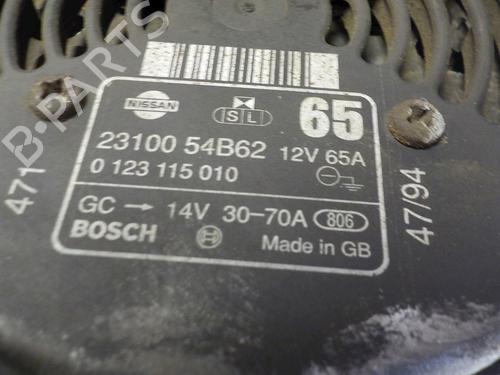 B-PARTS
NISSAN
S L
65
23100 54B62 12V 65A
0 123 115 010
GC → 14V 30-70A 806
BOSCH
Made in GB
471
47/94